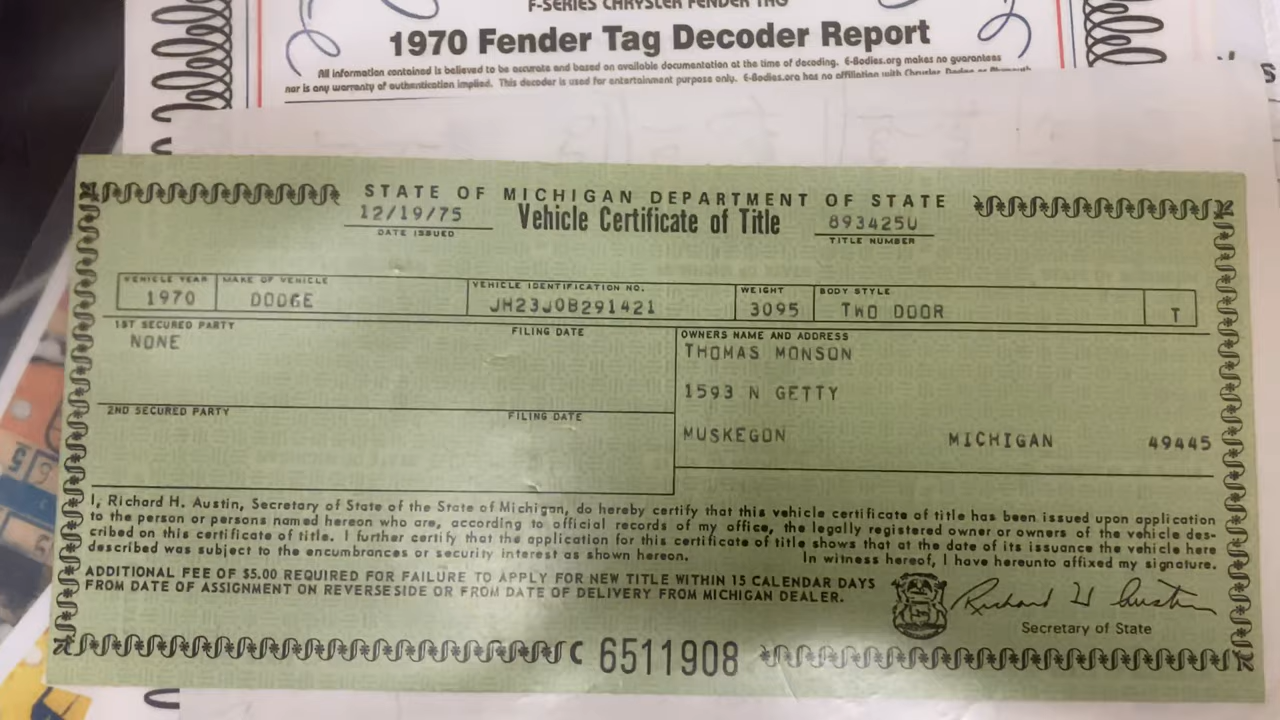 F-SERIES CHRYSLER FENDER TAG
1970 Fender Tag Decoder Report
All information contained is believed to be accurate and based on available documentation at the time of decoding. E-Bodies.org makes no guarantees
nor is any warranty of authentication implied. This decoder is used for entertainment purpose only. E-Bodies.org has no affiliation with Chrysler, Dodge or
STATE OF MICHIGAN DEPARTMENT OF STATE
12/19/75 Vehicle Certificate of Title 893425U
DATE ISSUED TITLE NUMBER
VEHICLE YEAR MAKE OF VEHICLE VEHICLE IDENTIFICATION NO. WEIGHT BODY STYLE
1970 DODGE JH23J0B291421 3095 TWO DOOR T
1ST SECURED PARTY FILING DATE OWNERS NAME AND ADDRESS
NONE THOMAS MONSON
1593 N GETTY
2ND SECURED PARTY FILING DATE
MUSKEGON MICHIGAN 49445
I, Richard H. Austin, Secretary of State of the State of Michigan, do hereby certify that this vehicle certificate of title has been issued upon application
to the person or persons named hereon who are, according to official records of my office, the legally registered owner or owners of the vehicle des-
cribed on this certificate of title. I further certify that the application for this certificate of title shows that at the date of its issuance the vehicle here
described was subject to the encumbrances or security interest as shown hereon. In witness hereof, I have hereunto affixed my signature.
ADDITIONAL FEE OF $5.00 REQUIRED FOR FAILURE TO APPLY FOR NEW TITLE WITHIN 15 CALENDAR DAYS
FROM DATE OF ASSIGNMENT ON REVERSE SIDE OR FROM DATE OF DELIVERY FROM MICHIGAN DEALER.
Richard H Austin
Secretary of State
C 6511908